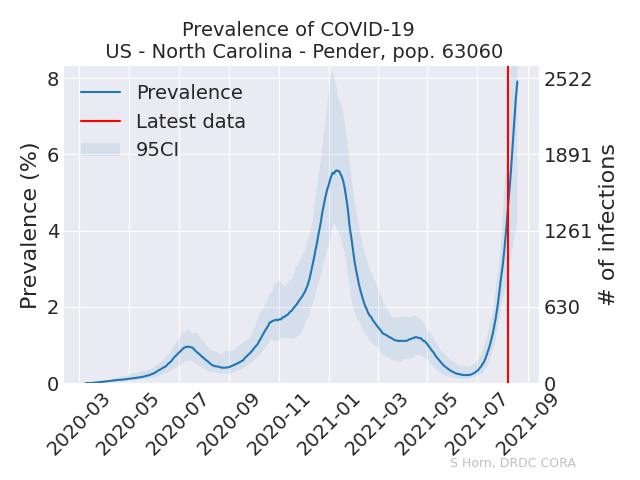 Prevalence of COVID-19
US - North Carolina - Pender, pop. 63060
Prevalence
Latest data
95CI
Prevalence (%)
8
6
4
2
0
2522
1891
1261
630
0
# of infections
2020-03
2020-05
2020-07
2020-09
2020-11
2021-01
2021-03
2021-05
2021-07
2021-09
S Horn, DRDC CORA